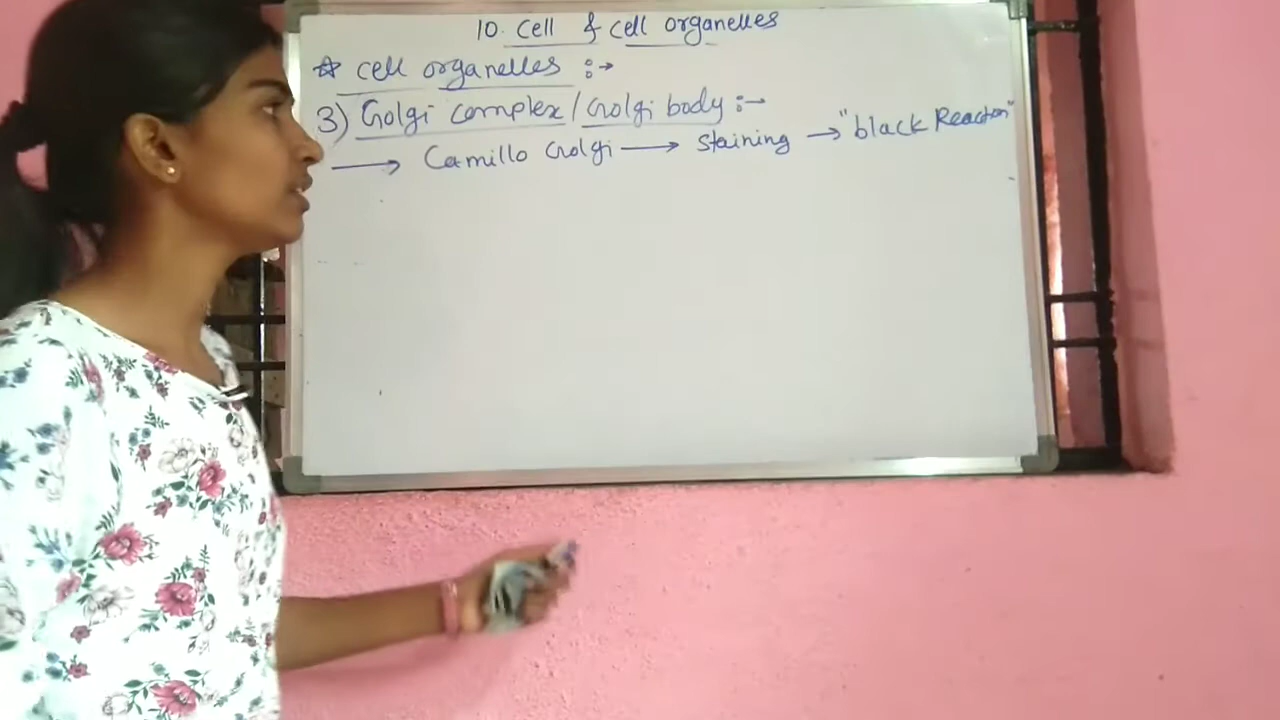 10. Cell & cell organelles
☆ cell organelles :→
3) Golgi complex / Golgi body :→
→ Camillo Golgi → staining → "black Reaction"